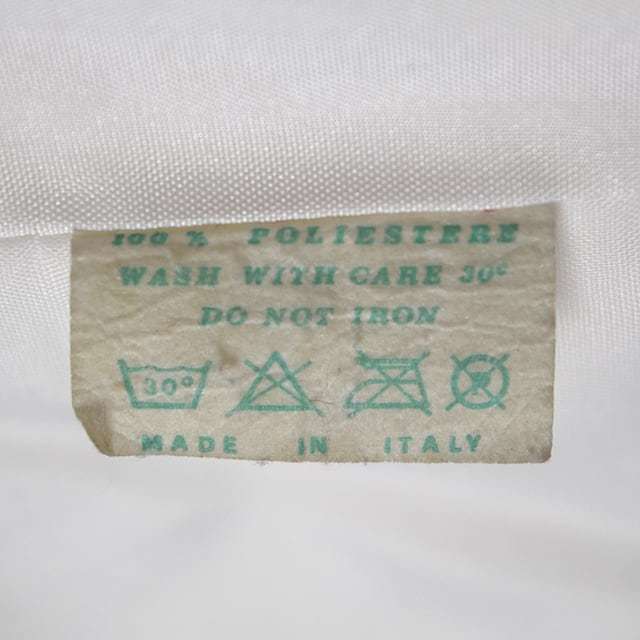 100 % POLIESTERE
WASH WITH CARE 30°
DO NOT IRON
30°
MADE IN ITALY